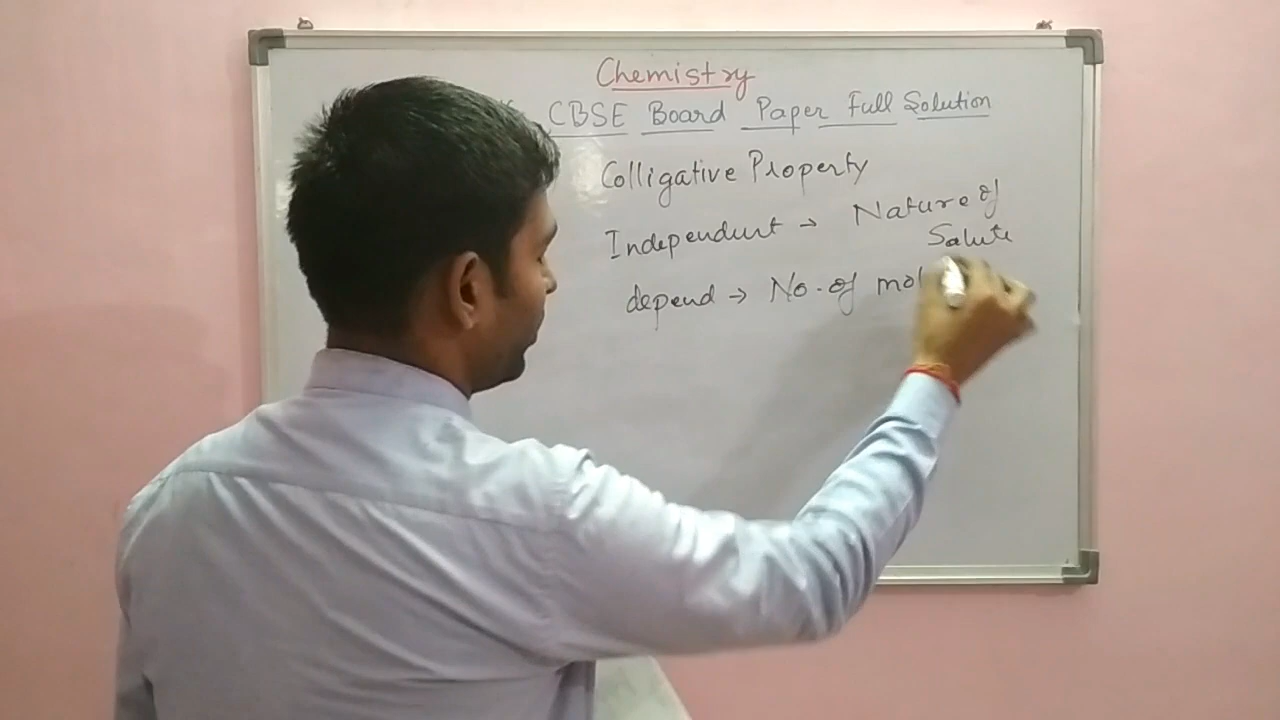 Chemistry
CBSE Board Paper Full Solution
Colligative Property
Independent → Nature of
Solute
depend → No. of mol